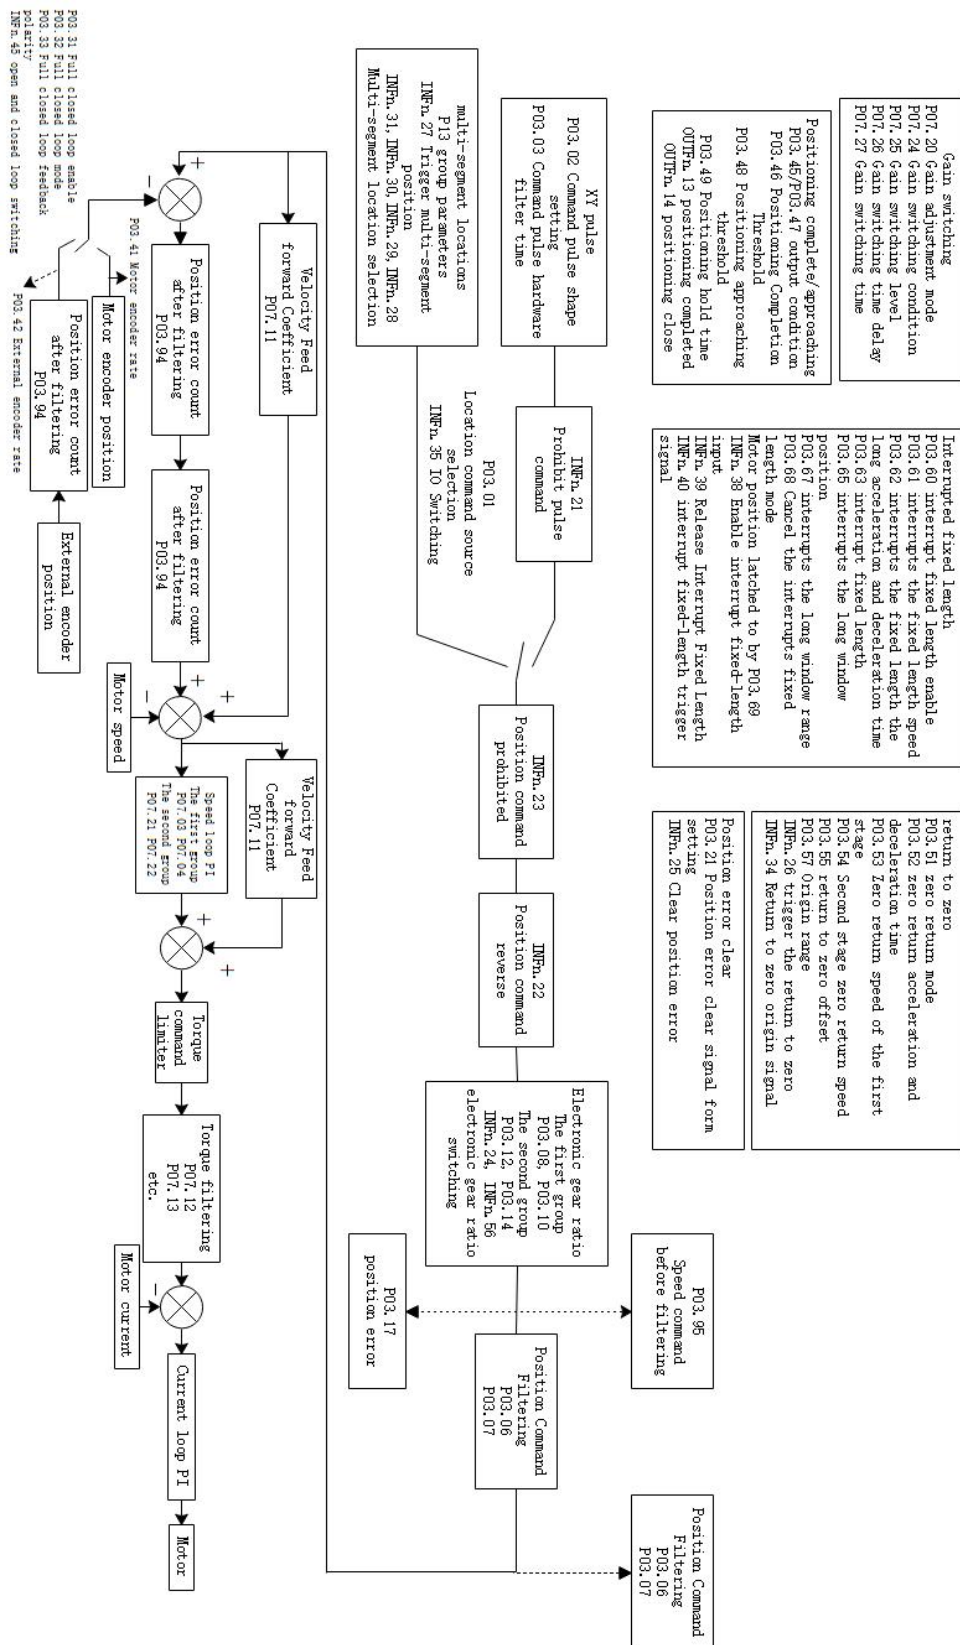 Gain switching
P07.20 Gain adjustment mode
P07.24 Gain switching condition
P07.25 Gain switching level
P07.26 Gain switching time delay
P07.27 Gain switching time
Positioning complete/approaching
P03.45/P03.47 output condition
P03.46 Positioning Completion
Threshold
P03.48 Positioning approaching
threshold
P03.49 Positioning hold time
OUTFn.13 positioning completed
OUTFn.14 positioning close
Interrupted fixed length
P03.60 interrupt fixed length enable
P03.61 interrupts the fixed length speed
P03.62 interrupts the fixed length the
long acceleration and deceleration time
P03.63 interrupt fixed length
P03.65 interrupts the long window
position
P03.67 interrupts the long window range
P03.68 Cancel the interrupts fixed
length mode
Motor position latched to by P03.69
INFn.38 Enable interrupt fixed-length
input
INFn.39 Release Interrupt Fixed Length
INFn.40 interrupt fixed-length trigger
signal
return to zero
P03.51 zero return mode
P03.52 zero return acceleration and
deceleration time
P03.53 Zero return speed of the first
stage
P03.54 Second stage zero return speed
P03.55 return to zero offset
P03.57 Origin range
INFn.26 trigger the return to zero
INFn.34 Return to zero origin signal
Position error clear
P03.21 Position error clear signal form
setting
INFn.25 Clear position error
XY pulse
P03.02 Command pulse shape
setting
P03.03 Command pulse hardware
filter time
INFn.21
Prohibit pulse
command
multi-segment locations
P13 group parameters
INFn.27 Trigger multi-segment
position
INFn.31, INFn.30, INFn.29, INFn.28
Multi-segment location selection
P03.01
Location command source
selection
INFn.35 IO Switching
INFn.23
Position command
prohibited
INFn.22
Position command
reverse
Electronic gear ratio
The first group
P03.08, P03.10
The second group
P03.12, P03.14
INFn.24, INFn.56
electronic gear ratio
switching
P03.95
Speed command
before filtering
P03.17
position error
Position Command
Filtering
P03.06
P03.07
Position Command
Filtering
P03.06
P03.07
Velocity Feed
forward Coefficient
P07.11
+
-
Position error count
after filtering
P03.94
Position error count
after filtering
P03.94
+
+
-
Motor speed
Velocity Feed
forward
Coefficient
P07.11
Speed loop PI
The first group
P07.03 P07.04
The second group
P07.21 P07.22
+
+
Torque
command
limiter
Torque filtering
P07.12
P07.13
etc.
-
Motor current
Current loop PI
Motor
P03.41 Motor encoder rate
Motor encoder position
Position error count
after filtering
P03.94
External encoder
position
P03.42 External encoder rate
P03.31 Full closed loop enable
P03.32 Full closed loop mode
P03.33 Full closed loop feedback
polarity
INFn.45 open and closed loop switching